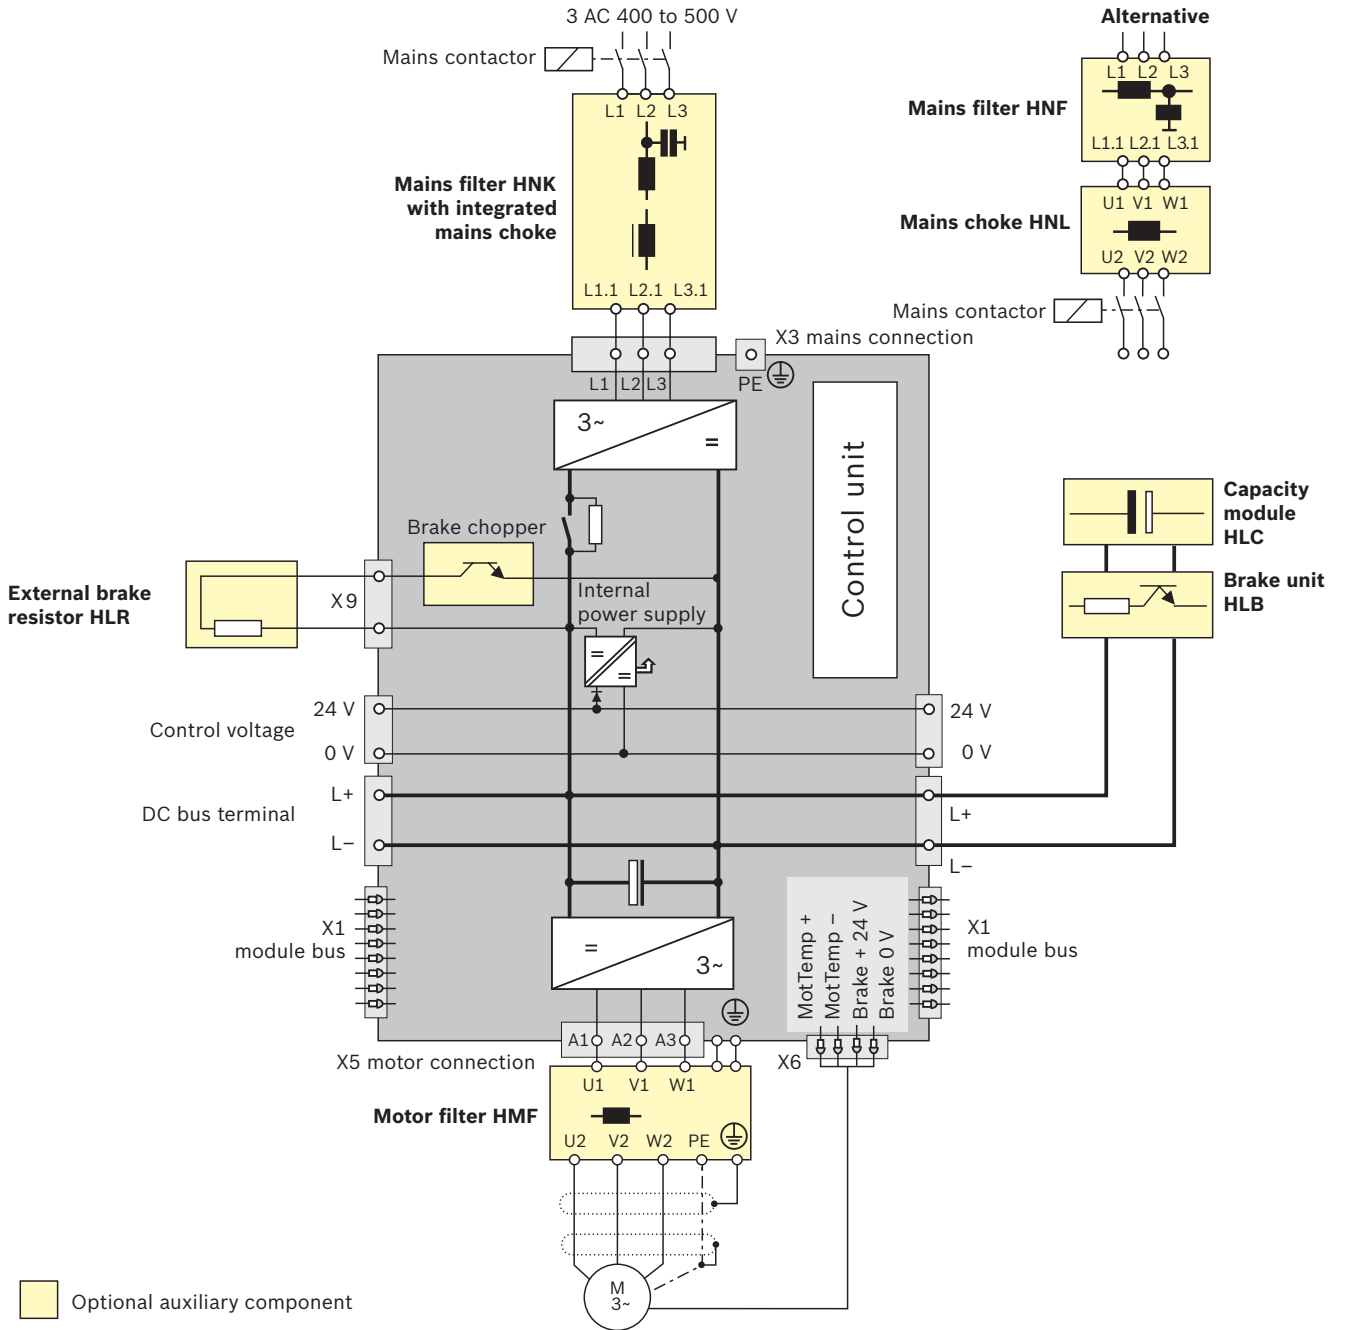 3 AC 400 to 500 V
Mains contactor
L1 L2 L3
Mains filter HNK
with integrated
mains choke
L1.1 L2.1 L3.1
Alternative
L1 L2 L3
Mains filter HNF
L1.1 L2.1 L3.1
U1 V1 W1
Mains choke HNL
U2 V2 W2
Mains contactor
X3 mains connection
L1 L2 L3
PE
3~
=
Control unit
Brake chopper
External brake
resistor HLR
X9
Internal
power supply
=
=
Capacity
module
HLC
Brake unit
HLB
Control voltage
24 V
0 V
24 V
0 V
DC bus terminal
L+
L−
L+
L−
X1
module bus
=
3~
MotTemp +
MotTemp −
Brake + 24 V
Brake 0 V
X1
module bus
A1 A2 A3
X5 motor connection
X6
U1 V1 W1
Motor filter HMF
U2 V2 W2 PE
M
3~
Optional auxiliary component